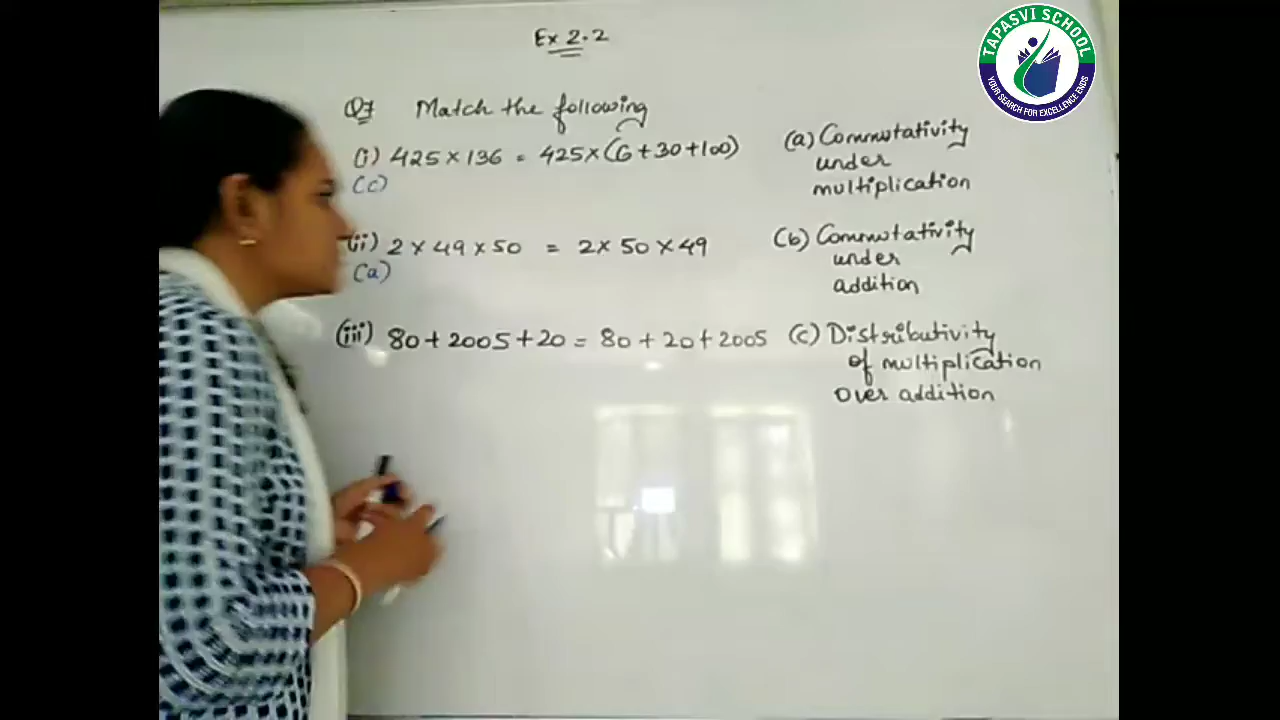 Ex 2.2
Q7 Match the following
(i) 425 × 136 = 425 × (6 + 30 + 100)
(c)
(a) Commutativity
under
multiplication
(ii) 2 × 49 × 50 = 2 × 50 × 49
(a)
(b) Commutativity
under
addition
(iii) 80 + 2005 + 20 = 80 + 20 + 2005
(c) Distributivity
of multiplication
over addition
TAPASVI SCHOOL
YOUR SEARCH FOR EXCELLENCE ENDS